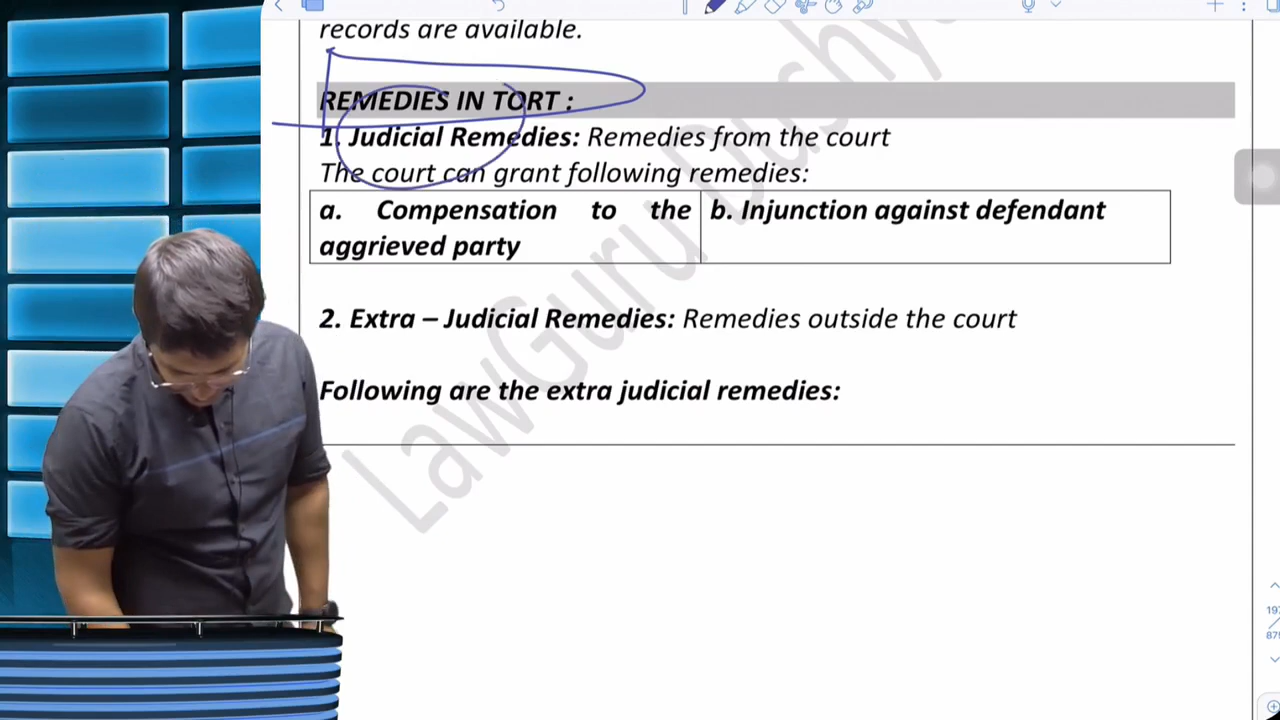 records are available.
REMEDIES IN TORT :
1. Judicial Remedies: Remedies from the court
The court can grant following remedies:
a. Compensation to the aggrieved party
b. Injunction against defendant
2. Extra – Judicial Remedies: Remedies outside the court
Following are the extra judicial remedies:
LawGuru